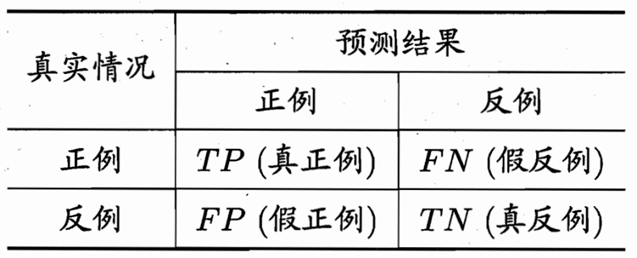 真实情况
预测结果
正例
反例
正例
TP (真正例)
FN (假反例)
反例
FP (假正例)
TN (真反例)